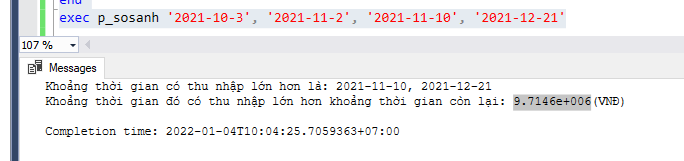 end
exec p_sosanh '2021-10-3', '2021-11-2', '2021-11-10', '2021-12-21'
107 %
Messages
Khoảng thời gian có thu nhập lớn hơn là: 2021-11-10, 2021-12-21
Khoảng thời gian đó có thu nhập lớn hơn khoảng thời gian còn lại: 9.7146e+006(VNĐ)
Completion time: 2022-01-04T10:04:25.7059363+07:00